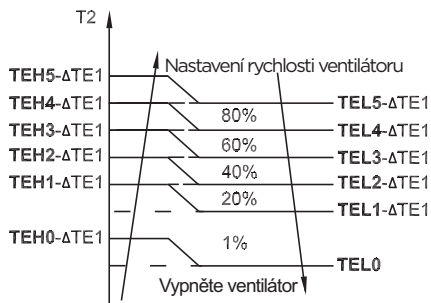 T2
Nastavení rychlosti ventilátoru
TEH5-ΔTE1
TEH4-ΔTE1
TEL5-ΔTE1
80%
TEH3-ΔTE1
TEL4-ΔTE1
60%
TEH2-ΔTE1
TEL3-ΔTE1
40%
TEH1-ΔTE1
TEL2-ΔTE1
20%
TEL1-ΔTE1
TEH0-ΔTE1
1%
TEL0
Vypněte ventilátor